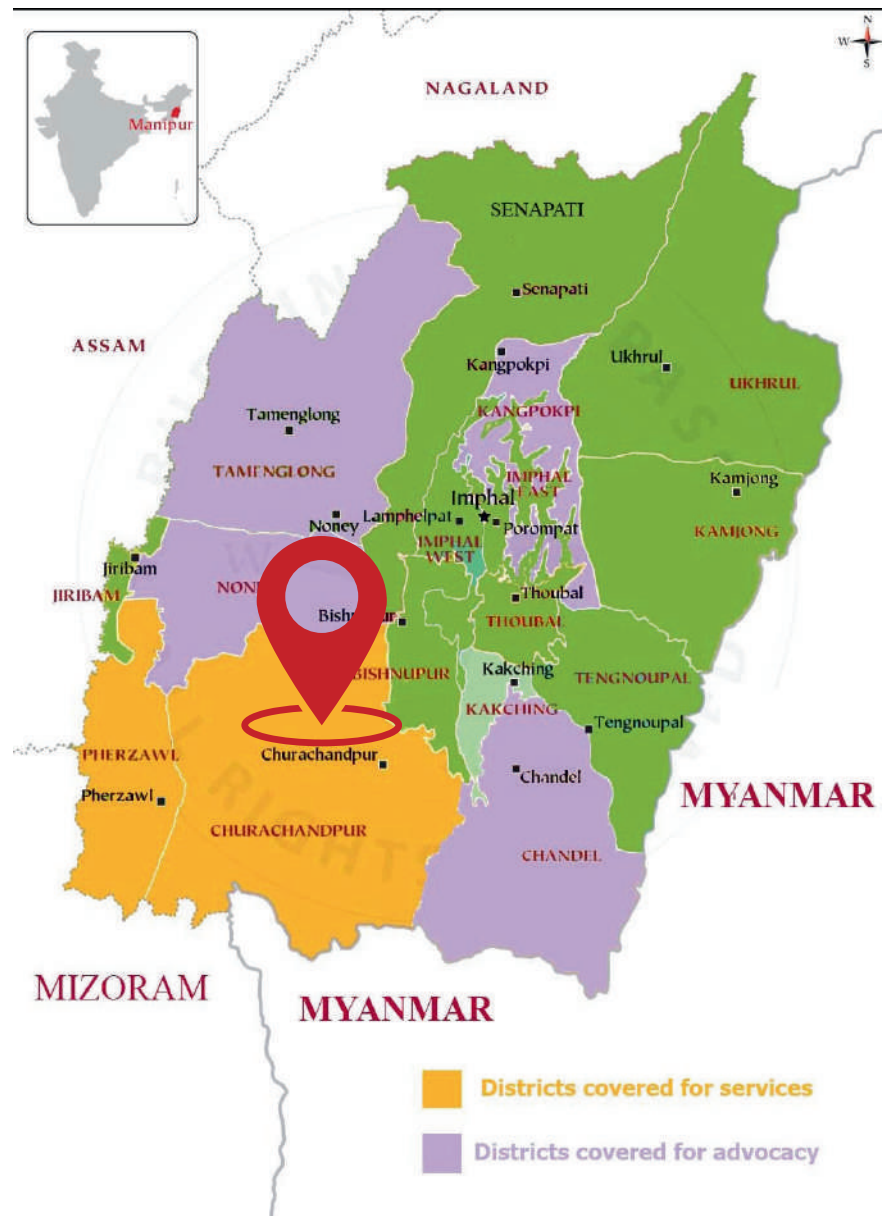 N
W
S
Manipur
NAGALAND
SENAPATI
Senapati
ASSAM
Kangpokpi
Ukhrul
UKHRUL
KANGPOKPI
Tamenglong
TAMENGLONG
IMPHAL
EAST
Kamjong
Imphal
Noney
Lamphelpat
Porompat
KAMJONG
IMPHAL
WEST
Jiribam
JIRIBAM
Thoubal
THOUBAL
BISHNUPUR
Kakching
KAKCHING
TENGNOUPAL
Tengnoupal
PHERZAWL
Churachandpur
Chandel
Pherzawl
MYANMAR
CHURACHANDPUR
CHANDEL
RIGHTS
MIZORAM
MYANMAR
Districts covered for services
Districts covered for advocacy